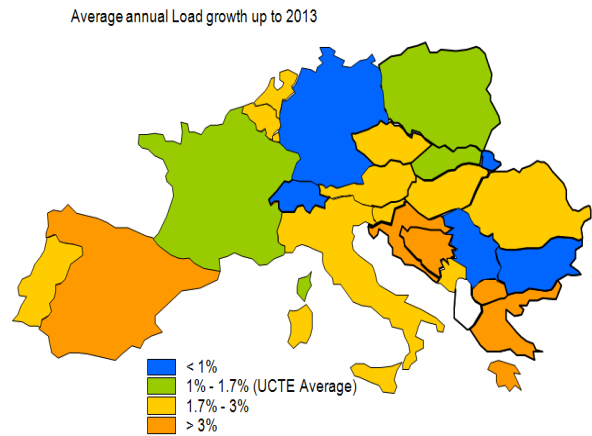 Average annual Load growth up to 2013
< 1%
1% - 1.7% (UCTE Average)
1.7% - 3%
> 3%